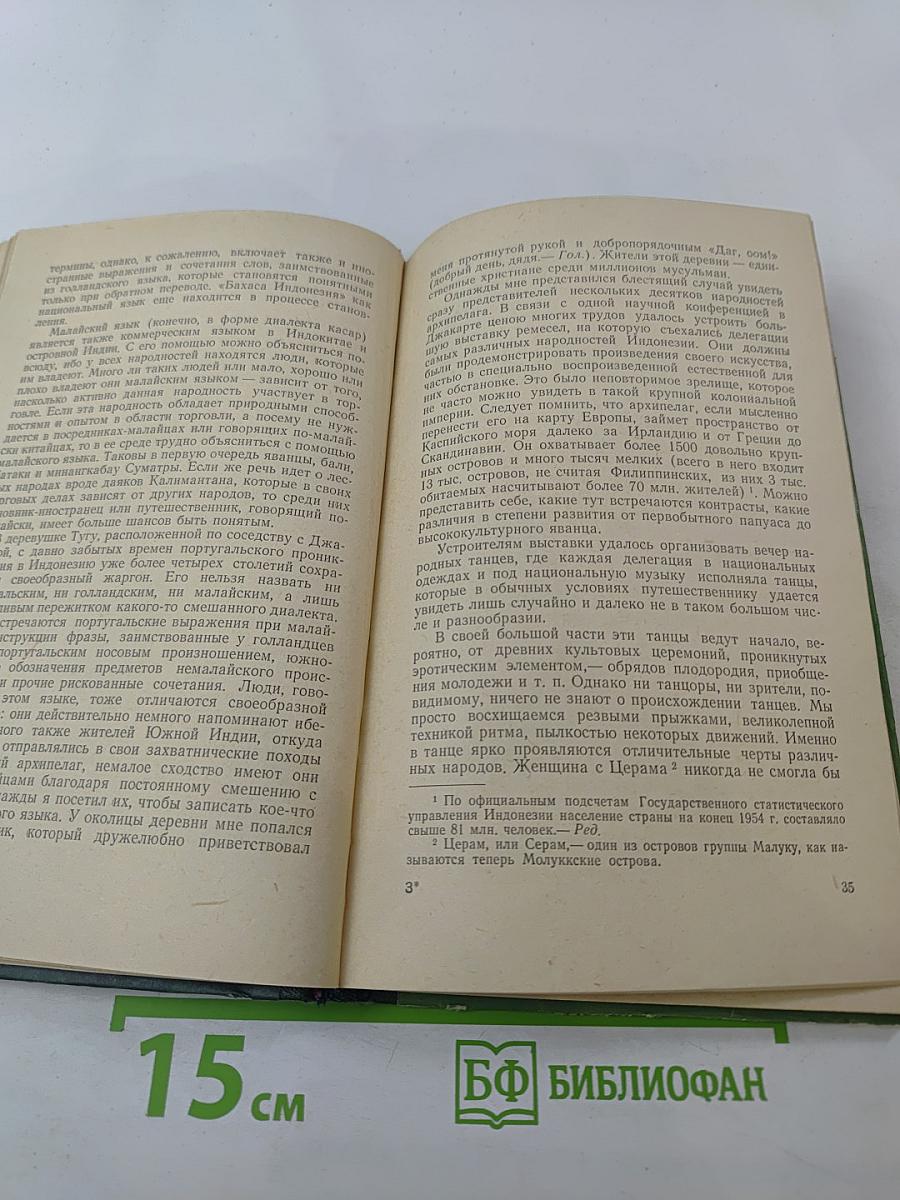 термины, однако, к сожалению, включает также и ино-
странные выражения и сочетания слов, заимствованные
из голландского языка, которые становятся понятными
только при обратном переводе. «Бахаса Индонезия» как
национальный язык еще находится в процессе станов-
ления.
Малайский язык (конечно, в форме диалекта касар)
является также коммерческим языком в Индокитае и
островной Индии. С его помощью можно объясниться по-
всюду, ибо у всех народностей находятся люди, которые
им владеют. Много ли таких людей или мало, хорошо или
плохо владеют они малайским языком — зависит от того,
насколько активно данная народность участвует в тор-
говле. Если эта народность обладает природными способ-
ностями и опытом в области торговли, а посему не нуж-
дается в посредниках-малайцах или говорящих по-малай-
ски китайцах, то в ее среде трудно объясниться с помощью
малайского языка. Таковы в первую очередь яванцы, бали,
батаки и минангкабау Суматры. Если же речь идет о лес-
ых народах вроде даяков Калимантана, которые в своих
рговых делах зависят от других народов, то среди них
новник-иностранец или путешественник, говорящий по-
айски, имеет больше шансов быть понятым.
В деревушке Тугу, расположенной по соседству с Джа-
ой, с давно забытых времен португальского проник-
ия в Индонезию уже более четырех столетий сохра-
своеобразный жаргон. Его нельзя назвать ни
альским, ни голландским, ни малайским, а лишь
ливым пережитком какого-то смешанного диалекта.
стречаются португальские выражения при малай-
нструкции фразы, заимствованные у голландцев
португальским носовым произношением, южно-
обозначения предметов немалайского проис-
и прочие рискованные сочетания. Люди, гово-
этом языке, тоже отличаются своеобразной
: они действительно немного напоминают ибе-
ного также жителей Южной Индии, откуда
отправлялись в свои захватнические походы
ий архипелаг, немалое сходство имеют они
йцами благодаря постоянному смешению с
ажды я посетил их, чтобы записать кое-что
ого языка. У околицы деревни мне попался
ик, который дружелюбно приветствовал
меня протянутой рукой и добропорядочным «Даг, оом!»
(добрый день, дядя.— Гол.). Жители этой деревни — един-
ственные христиане среди миллионов мусульман.
Однажды мне представился блестящий случай увидеть
сразу представителей нескольких десятков народностей
архипелага. В связи с одной научной конференцией в
Джакарте ценою многих трудов удалось устроить боль-
шую выставку ремесел, на которую съехались делегации
самых различных народностей Индонезии. Они должны
были продемонстрировать произведения своего искусства,
частью в специально воспроизведенной естественной для
них обстановке. Это было неповторимое зрелище, которое
не часто можно увидеть в такой крупной колониальной
империи. Следует помнить, что архипелаг, если мысленно
перенести его на карту Европы, займет пространство от
Каспийского моря далеко за Ирландию и от Греции до
Скандинавии. Он охватывает более 1500 довольно круп-
ных островов и много тысяч мелких (всего в него входит
13 тыс. островов, не считая Филиппинских, из них 3 тыс.
обитаемых насчитывают более 70 млн. жителей) ¹. Можно
представить себе, какие тут встречаются контрасты, какие
различия в степени развития от первобытного папуаса до
высококультурного яванца.
Устроителям выставки удалось организовать вечер на-
родных танцев, где каждая делегация в национальных
одеждах и под национальную музыку исполняла танцы,
которые в обычных условиях путешественнику удается
увидеть лишь случайно и далеко не в таком большом чис-
ле и разнообразии.
В своей большой части эти танцы ведут начало, ве-
роятно, от древних культовых церемоний, проникнутых
эротическим элементом,— обрядов плодородия, приобще-
ния молодежи и т. п. Однако ни танцоры, ни зрители, по-
видимому, ничего не знают о происхождении танцев. Мы
просто восхищаемся резвыми прыжками, великолепной
техникой ритма, пылкостью некоторых движений. Именно
в танце ярко проявляются отличительные черты различ-
ных народов. Женщина с Церама ² никогда не смогла бы
¹ По официальным подсчетам Государственного статистического
управления Индонезии население страны на конец 1954 г. составляло
свыше 81 млн. человек.— Ред.
² Церам, или Серам,— один из островов группы Малуку, как на-
зываются теперь Молуккские острова.
3*
35
15 см
БФ БИБЛИОФАН